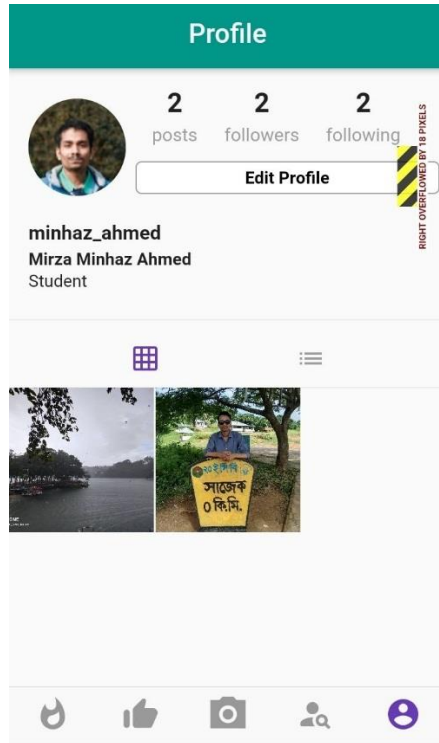 Profile
2 2 2
posts followers following
Edit Profile
RIGHT OVERFLOWED BY 18 PIXELS
minhaz_ahmed
Mirza Minhaz Ahmed
Student
সাজেক
0 কি.মি.